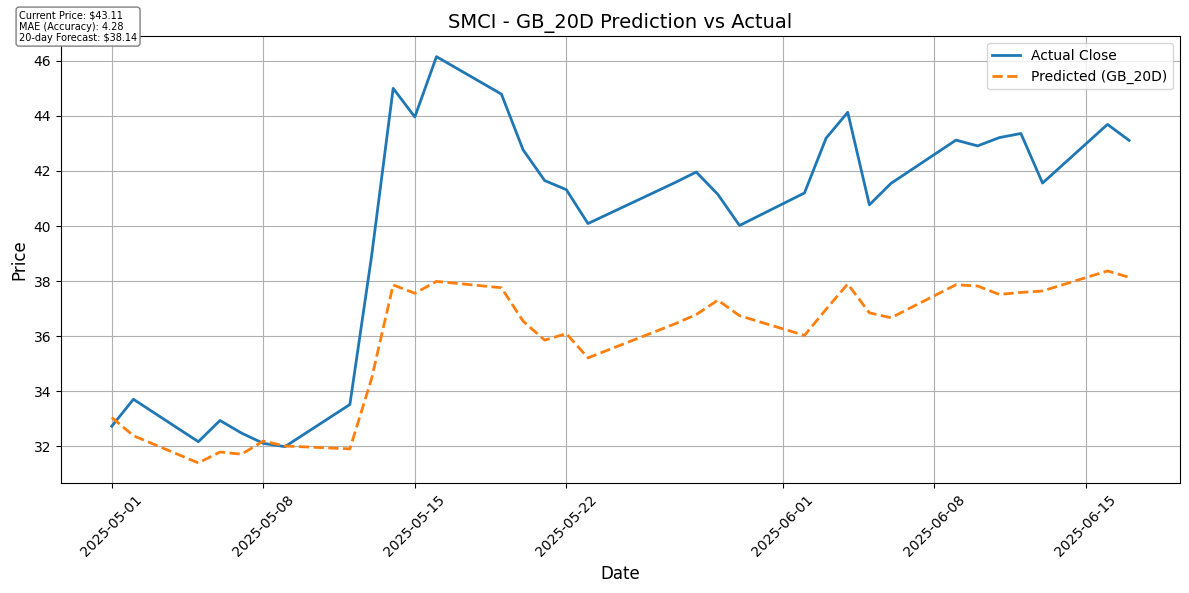 SMCI - GB_20D Prediction vs Actual
Current Price: $43.11
MAE (Accuracy): 4.28
20-day Forecast: $38.14
Actual Close
Predicted (GB_20D)
Price
46
44
42
40
38
36
34
32
2025-05-01
2025-05-08
2025-05-15
2025-05-22
2025-06-01
2025-06-08
2025-06-15
Date